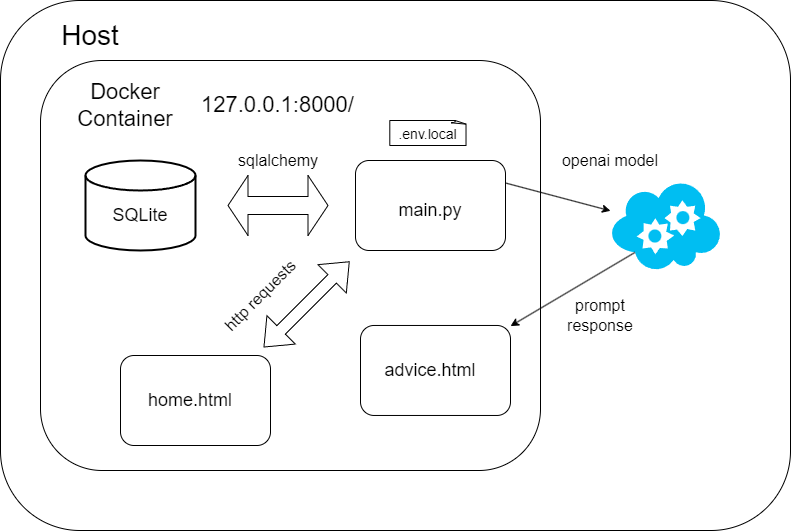 Host
Docker
Container
127.0.0.1:8000/
.env.local
sqlalchemy
openai model
SQLite
main.py
http requests
prompt
response
home.html
advice.html